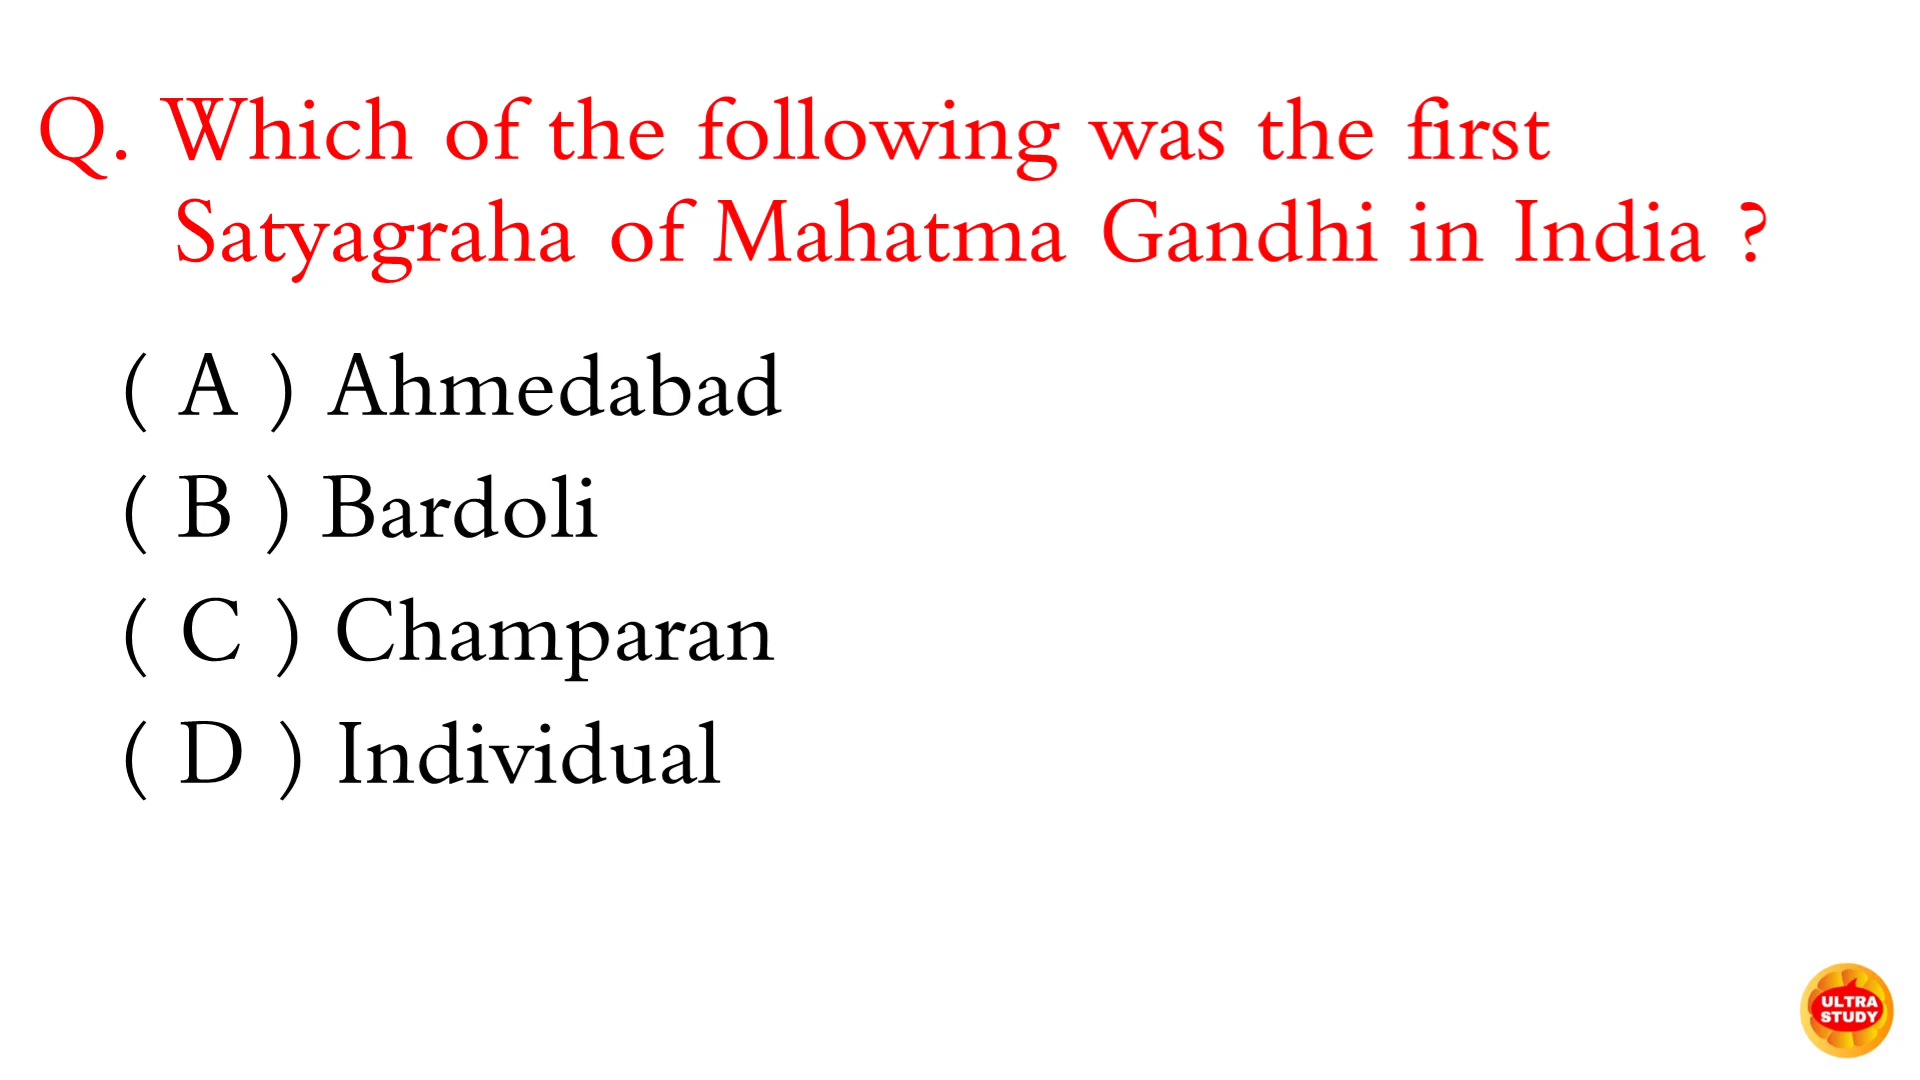 Q. Which of the following was the first
Satyagraha of Mahatma Gandhi in India ?
( A ) Ahmedabad
( B ) Bardoli
( C ) Champaran
( D ) Individual
ULTRA
STUDY